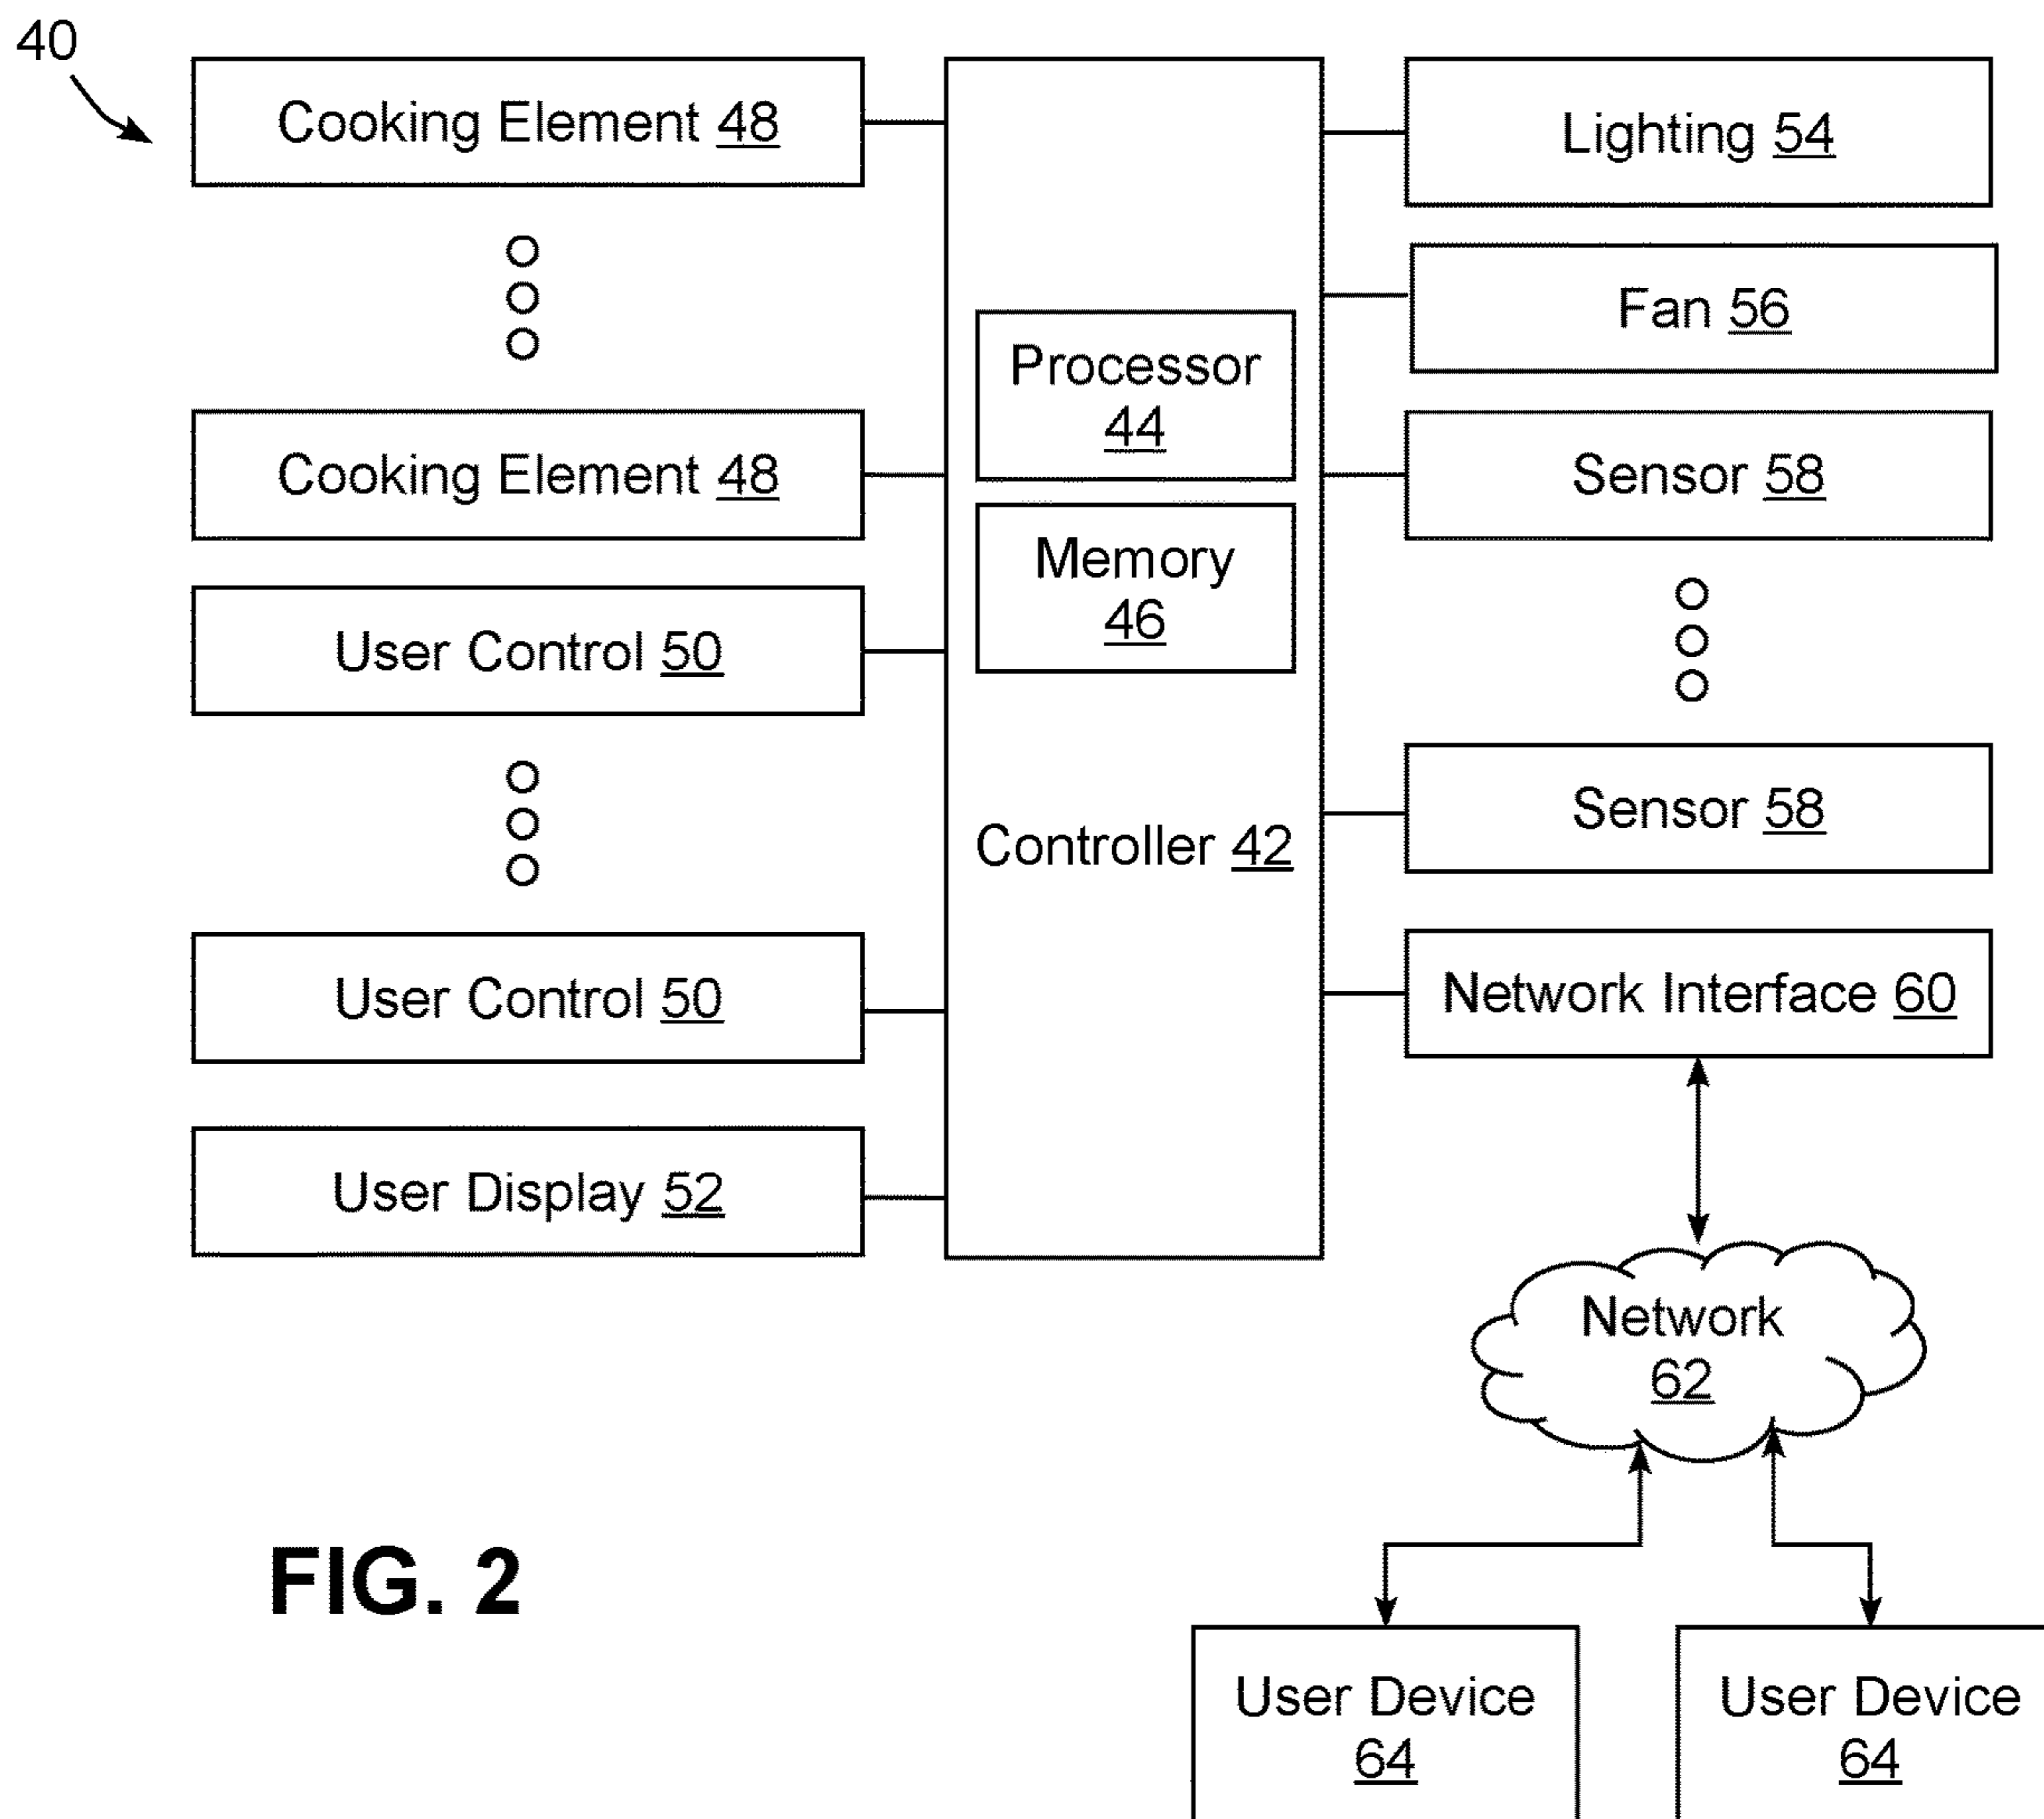 40
Cooking Element 48
Cooking Element 48
User Control 50
User Control 50
User Display 52
Processor
44
Memory
46
Controller 42
Lighting 54
Fan 56
Sensor 58
Sensor 58
Network Interface 60
Network
62
User Device
64
User Device
64
FIG. 2